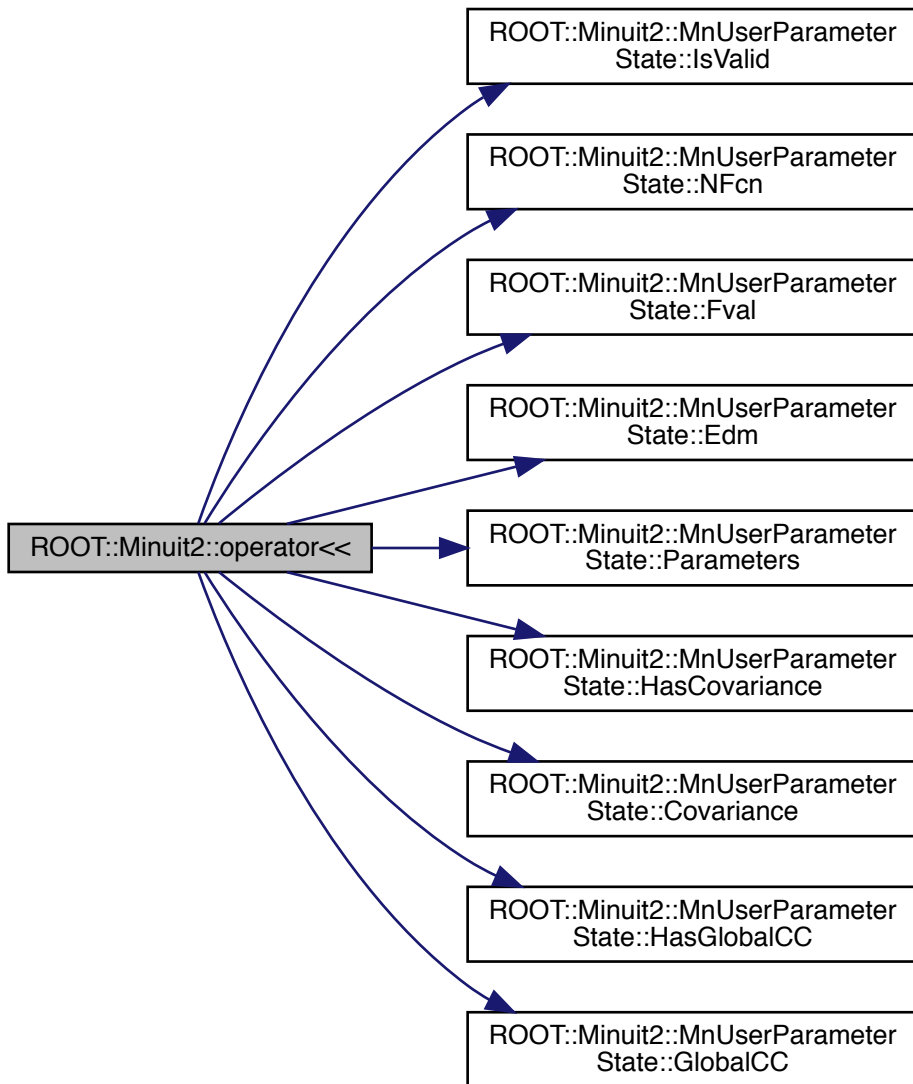 ROOT::Minuit2::MnUserParameter
State::IsValid
ROOT::Minuit2::MnUserParameter
State::NFcn
ROOT::Minuit2::MnUserParameter
State::Fval
ROOT::Minuit2::MnUserParameter
State::Edm
ROOT::Minuit2::operator<<
ROOT::Minuit2::MnUserParameter
State::Parameters
ROOT::Minuit2::MnUserParameter
State::HasCovariance
ROOT::Minuit2::MnUserParameter
State::Covariance
ROOT::Minuit2::MnUserParameter
State::HasGlobalCC
ROOT::Minuit2::MnUserParameter
State::GlobalCC